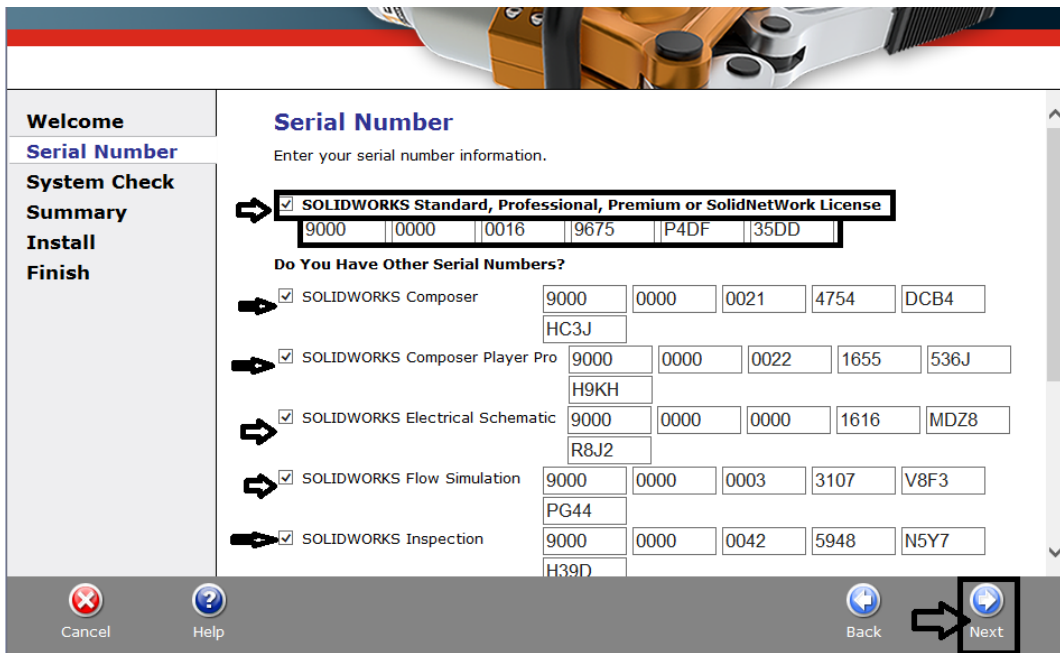 Welcome
Serial Number
System Check
Summary
Install
Finish
Serial Number
Enter your serial number information.
SOLIDWORKS Standard, Professional, Premium or SolidNetWork License
9000 0000 0016 9675 P4DF 35DD
Do You Have Other Serial Numbers?
SOLIDWORKS Composer 9000 0000 0021 4754 DCB4
HC3J
SOLIDWORKS Composer Player Pro 9000 0000 0022 1655 536J
H9KH
SOLIDWORKS Electrical Schematic 9000 0000 0000 1616 MDZ8
R8J2
SOLIDWORKS Flow Simulation 9000 0000 0003 3107 V8F3
PG44
SOLIDWORKS Inspection 9000 0000 0042 5948 N5Y7
H39D
Cancel Help Back Next